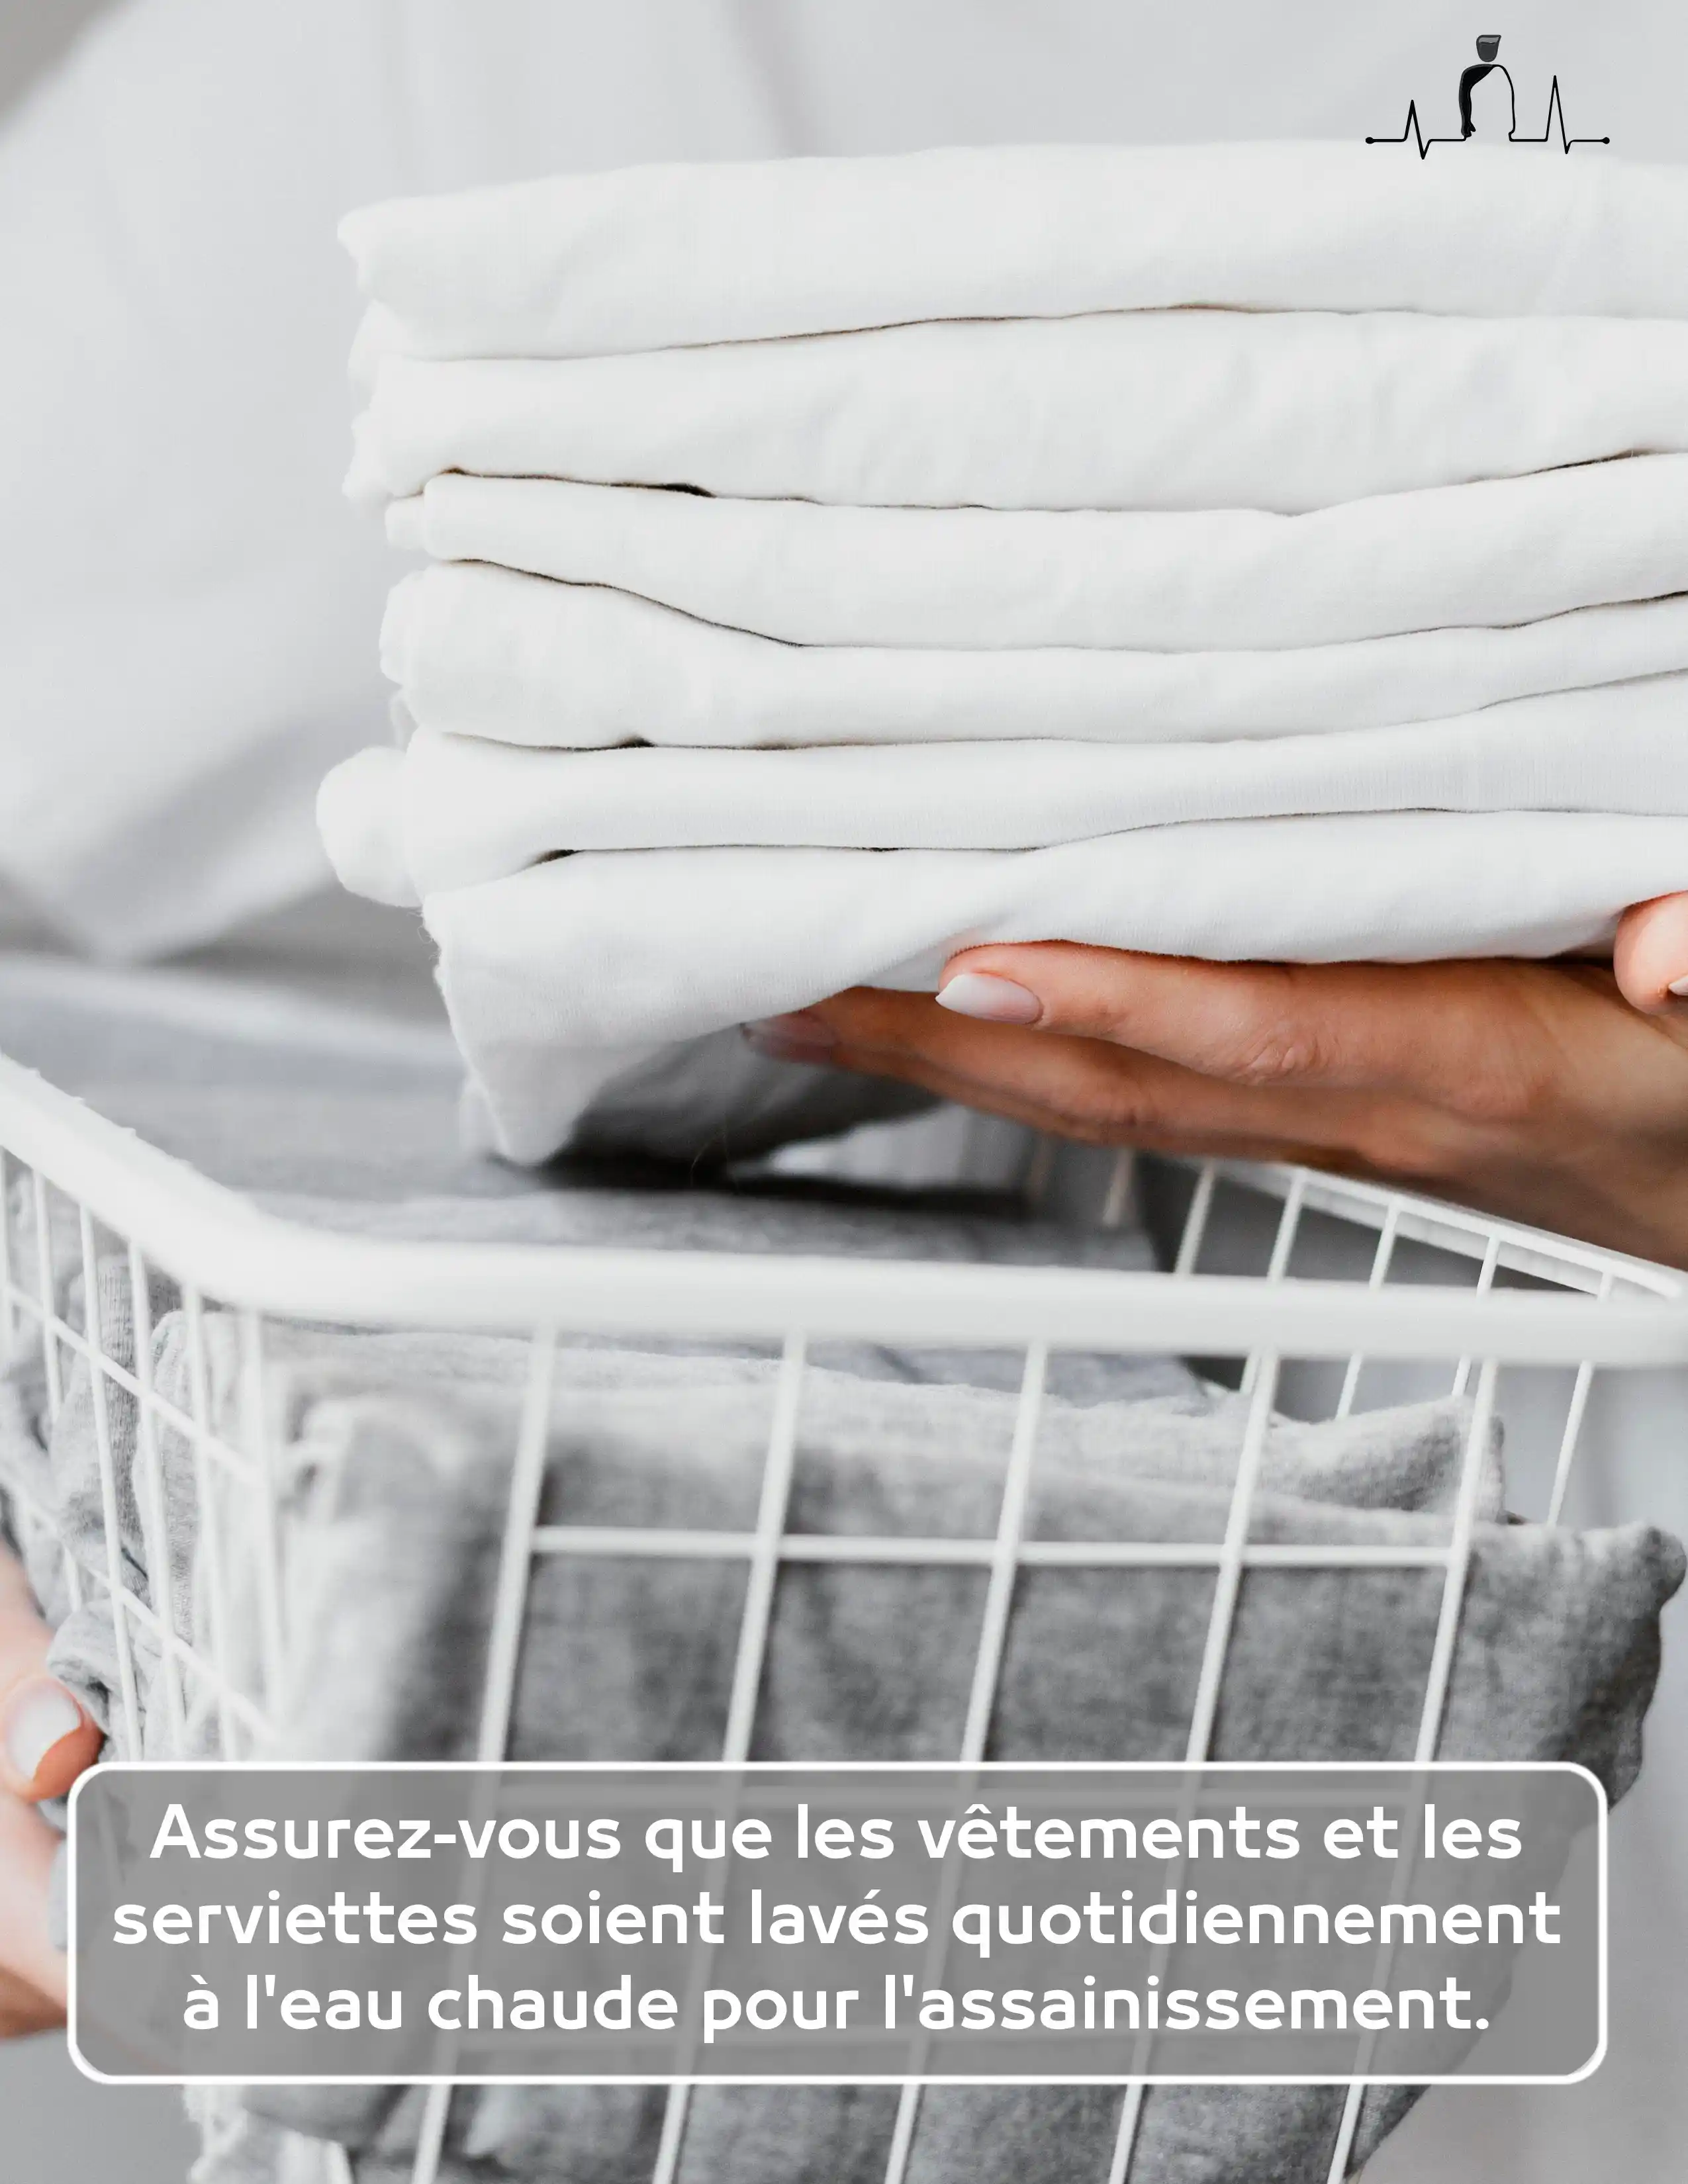 Assurez-vous que les vêtements et les
serviettes soient lavés quotidiennement
à l'eau chaude pour l'assainissement.